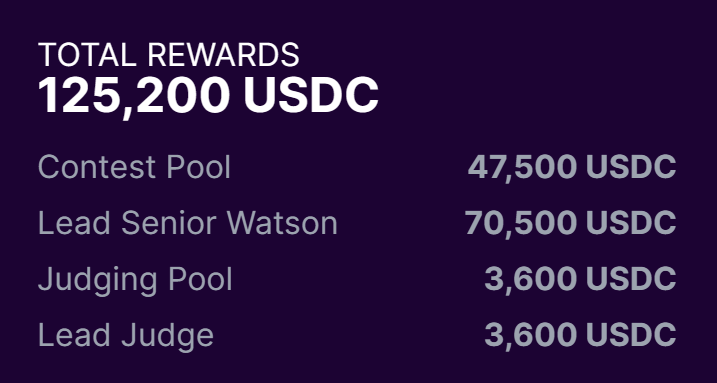 TOTAL REWARDS
125,200 USDC
Contest Pool 47,500 USDC
Lead Senior Watson 70,500 USDC
Judging Pool 3,600 USDC
Lead Judge 3,600 USDC